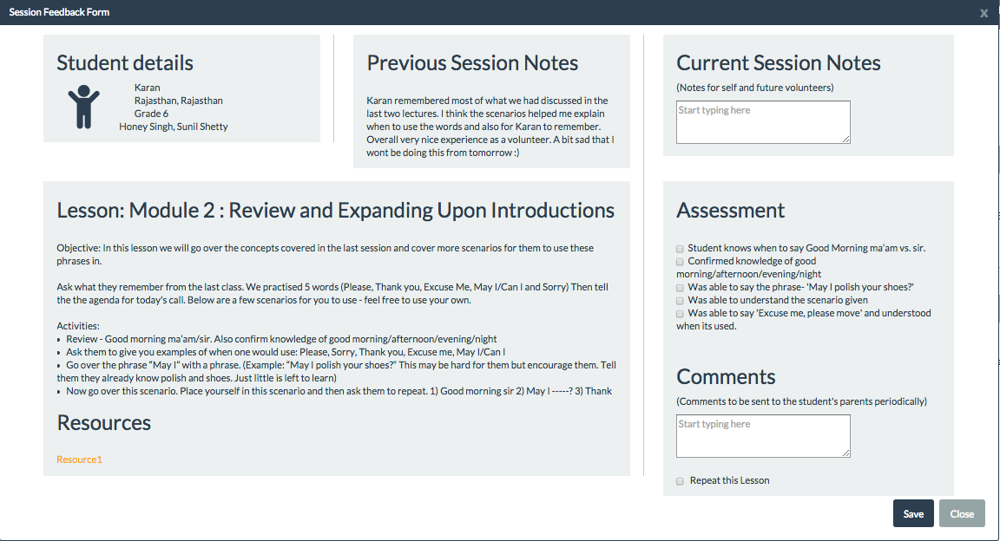 Session Feedback Form
x
Student details
Karan
Rajasthan, Rajasthan
Grade 6
Honey Singh, Sunil Shetty
Previous Session Notes
Karan remembered most of what we had discussed in the
last two lectures. I think the scenarios helped me explain
when to use the words and also for Karan to remember.
Overall very nice experience as a volunteer. A bit sad that I
wont be doing this from tomorrow :)
Current Session Notes
(Notes for self and future volunteers)
Start typing here
Lesson: Module 2 : Review and Expanding Upon Introductions
Objective: In this lesson we will go over the concepts covered in the last session and cover more scenarios for them to use these
phrases in.
Ask what they remember from the last class. We practised 5 words (Please, Thank you, Excuse Me, May I/Can I and Sorry) Then tell
the the agenda for today's call. Below are a few scenarios for you to use - feel free to use your own.
Activities:
• Review - Good morning ma'am/sir. Also confirm knowledge of good morning/afternoon/evening/night
• Ask them to give you examples of when one would use: Please, Sorry, Thank you, Excuse me, May I/Can I
• Go over the phrase “May I” with a phrase. (Example: “May I polish your shoes?” This may be hard for them but encourage them. Tell
them they already know polish and shoes. Just little is left to learn)
• Now go over this scenario. Place yourself in this scenario and then ask them to repeat. 1) Good morning sir 2) May I -----? 3) Thank
Resources
Resource1
Assessment
Student knows when to say Good Morning ma'am vs. sir.
Confirmed knowledge of good
morning/afternoon/evening/night
Was able to say the phrase- 'May I polish your shoes?'
Was able to understand the scenario given
Was able to say 'Excuse me, please move' and understood
when its used.
Comments
(Comments to be sent to the student's parents periodically)
Start typing here
Repeat this Lesson
Save
Close